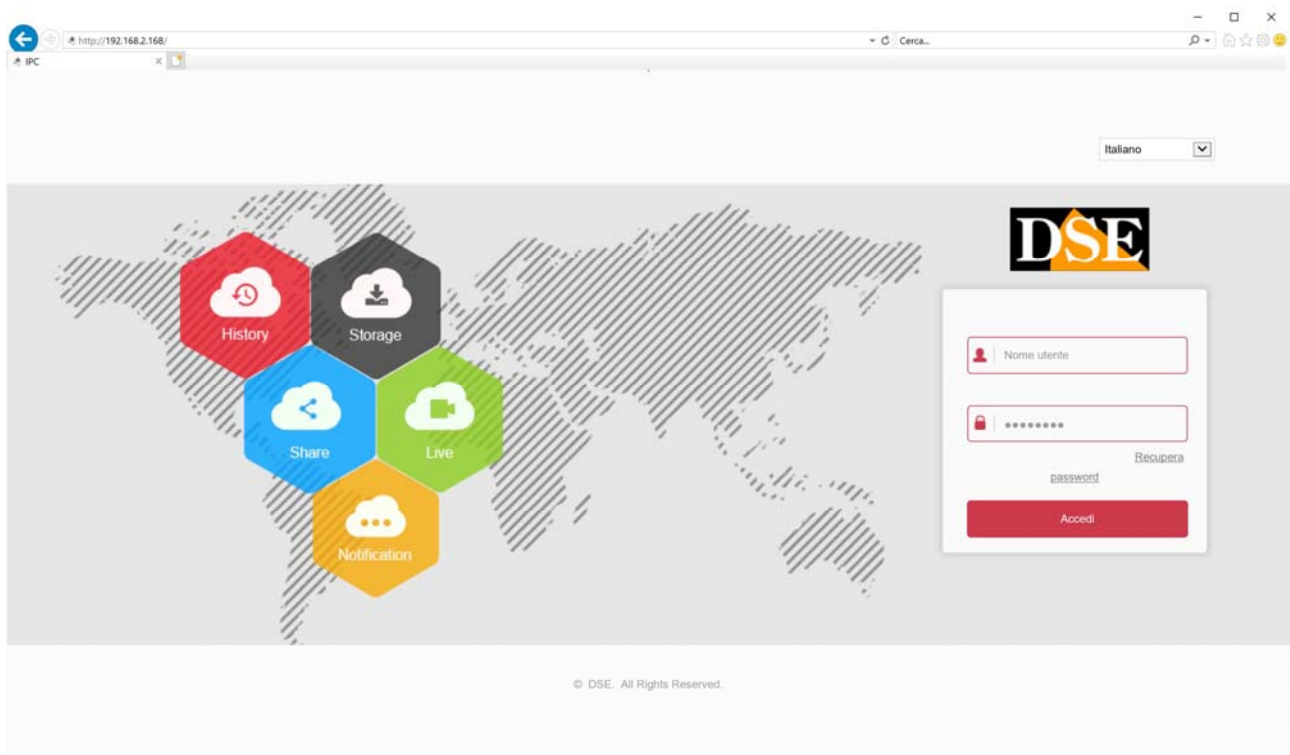 http://192.168.2.168/
Cerca...
IPC
Italiano
DSE
History
Storage
Nome utente
Share
Live
Recupera
password
Accedi
Notification
© DSE. All Rights Reserved.